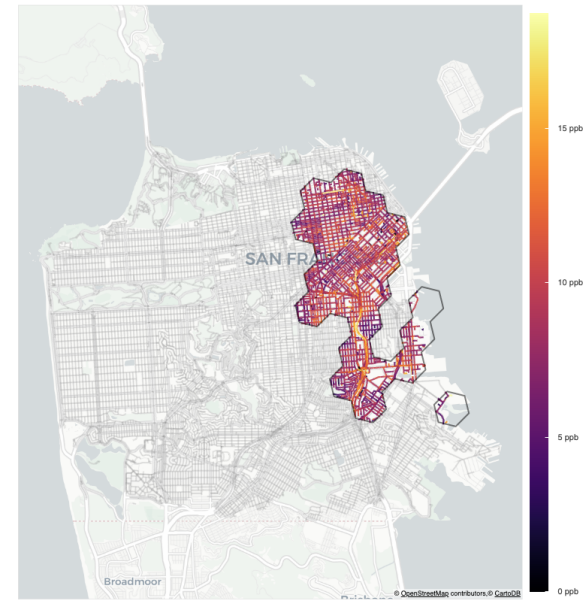 15 ppb
SAN FRA
10 ppb
5 ppb
Broadmoor
© OpenStreetMap contributors,© CartoDB
0 ppb